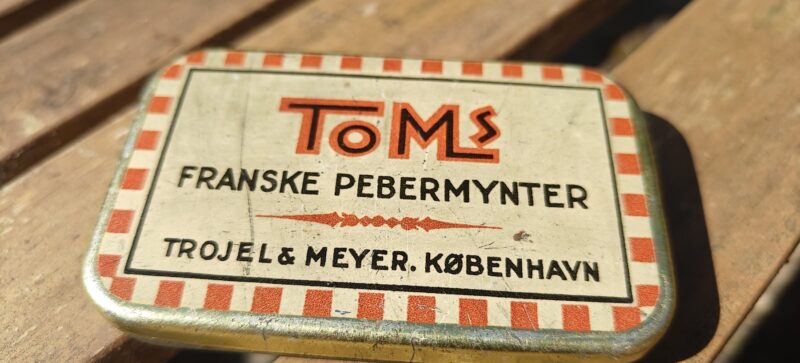 ToMs
FRANSKE PEBERMYNTER
TROJEL & MEYER. KØBENHAVN